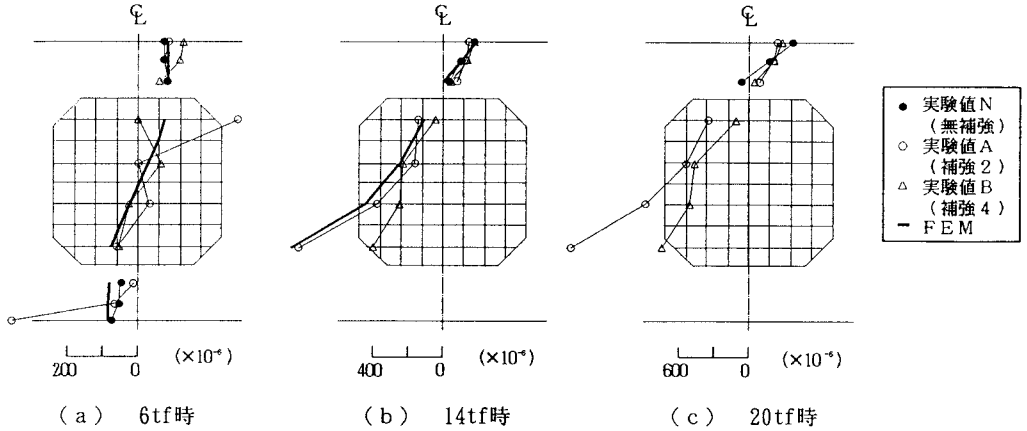 ℄ ℄ ℄
● 実験値N
(無補強)
○ 実験値A
(補強2)
△ 実験値B
(補強4)
━ FEM
200 0 (×10⁻⁶)
400 0 (×10⁻⁶)
600 0 (×10⁻⁶)
(a) 6tf時
(b) 14tf時
(c) 20tf時